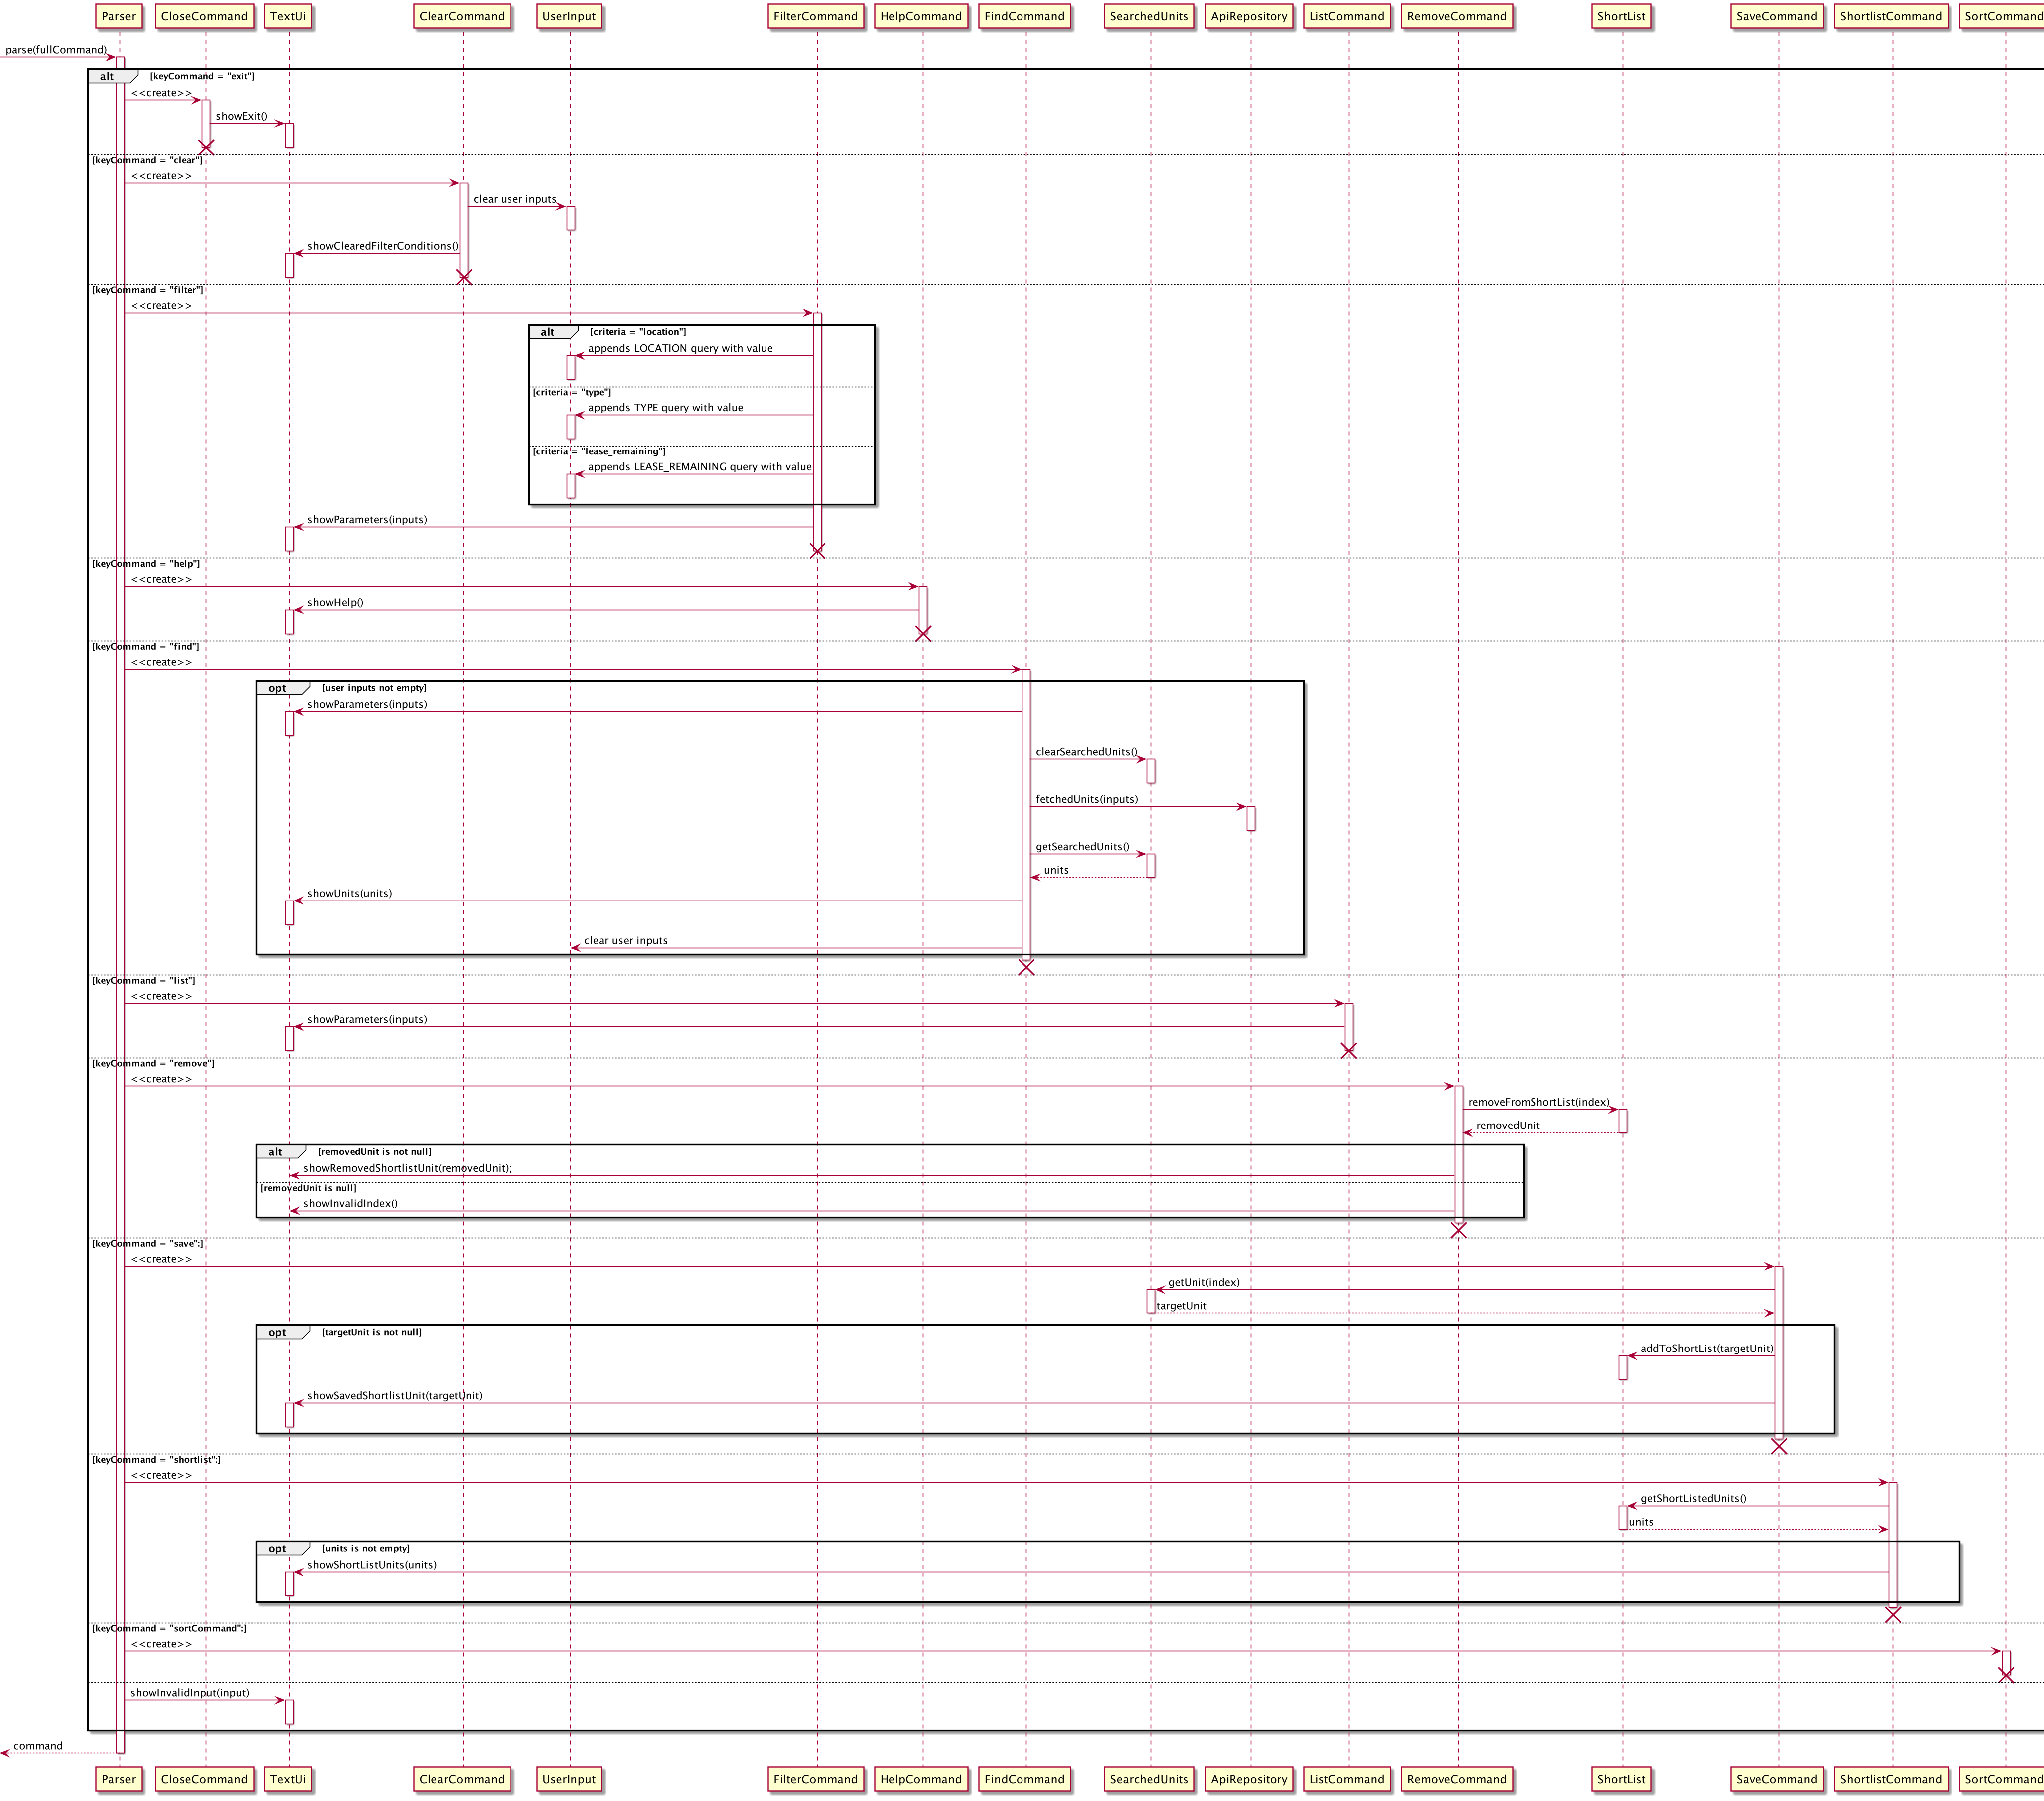 Parser CloseCommand TextUi ClearCommand UserInput FilterCommand HelpCommand FindCommand SearchedUnits ApiRepository ListCommand RemoveCommand ShortList SaveCommand ShortlistCommand SortCommand
parse(fullCommand)
alt [keyCommand = "exit"]
<<create>>
showExit()
[keyCommand = "clear"]
<<create>>
clear user inputs
showClearedFilterConditions()
[keyCommand = "filter"]
<<create>>
alt [criteria = "location"]
appends LOCATION query with value
[criteria = "type"]
appends TYPE query with value
[criteria = "lease_remaining"]
appends LEASE_REMAINING query with value
showParameters(inputs)
[keyCommand = "help"]
<<create>>
showHelp()
[keyCommand = "find"]
<<create>>
opt [user inputs not empty]
showParameters(inputs)
clearSearchedUnits()
fetchedUnits(inputs)
getSearchedUnits()
units
showUnits(units)
clear user inputs
[keyCommand = "list"]
<<create>>
showParameters(inputs)
[keyCommand = "remove"]
<<create>>
removeFromShortList(index)
removedUnit
alt [removedUnit is not null]
showRemovedShortlistUnit(removedUnit);
[removedUnit is null]
showInvalidIndex()
[keyCommand = "save":]
<<create>>
getUnit(index)
targetUnit
opt [targetUnit is not null]
addToShortList(targetUnit)
showSavedShortlistUnit(targetUnit)
[keyCommand = "shortlist":]
<<create>>
getShortListedUnits()
units
opt [units is not empty]
showShortListUnits(units)
[keyCommand = "sortCommand":]
<<create>>
showInvalidInput(input)
command
Parser CloseCommand TextUi ClearCommand UserInput FilterCommand HelpCommand FindCommand SearchedUnits ApiRepository ListCommand RemoveCommand ShortList SaveCommand ShortlistCommand SortCommand